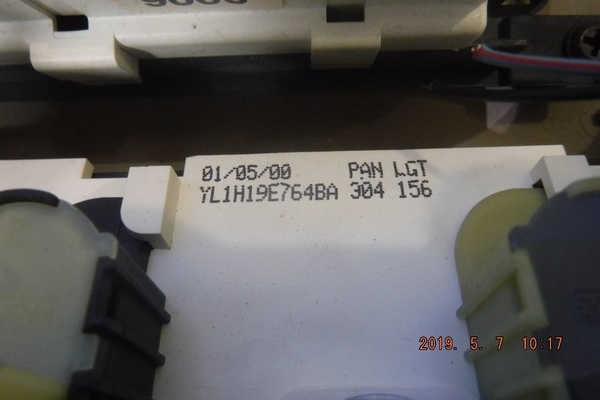 01/05/00 PAN LGT
YL1H19E764BA 304 156
2019. 5. 7 10:17